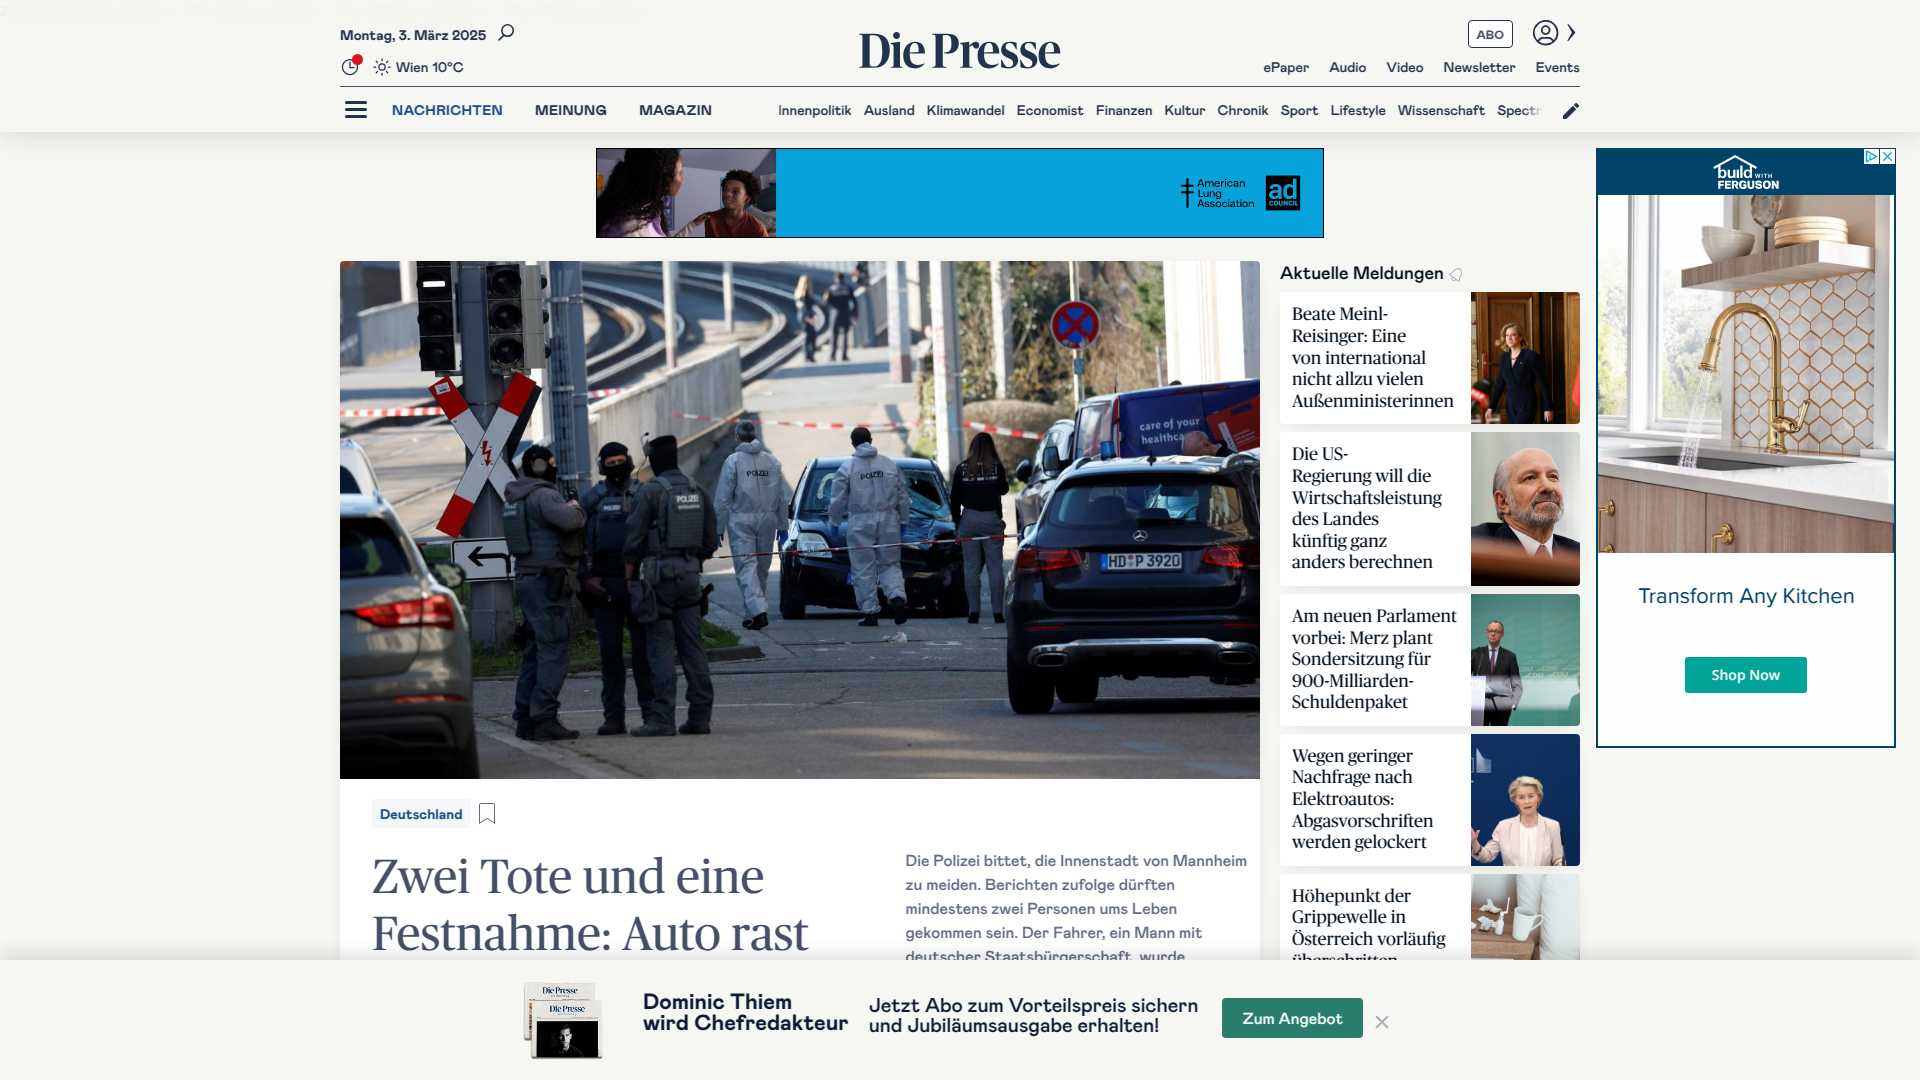 Montag, 3. März 2025
Wien 10°C
Die Presse
ABO
ePaper Audio Video Newsletter Events
NACHRICHTEN MEINUNG MAGAZIN
Innenpolitik Ausland Klimawandel Economist Finanzen Kultur Chronik Sport Lifestyle Wissenschaft Spectr
American
Lung
Association
ad
COUNCIL
build WITH
FERGUSON
Transform Any Kitchen
Shop Now
care of your
healthca
POLIZEI
POLIZEI
POLIZEI
HD P 3920
Deutschland
Zwei Tote und eine
Festnahme: Auto rast
Die Polizei bittet, die Innenstadt von Mannheim
zu meiden. Berichten zufolge dürften
mindestens zwei Personen ums Leben
gekommen sein. Der Fahrer, ein Mann mit
deutscher Staatsbürgerschaft, wurde
Aktuelle Meldungen
Beate Meinl-
Reisinger: Eine
von international
nicht allzu vielen
Außenministerinnen
Die US-
Regierung will die
Wirtschaftsleistung
des Landes
künftig ganz
anders berechnen
Am neuen Parlament
vorbei: Merz plant
Sondersitzung für
900-Milliarden-
Schuldenpaket
Wegen geringer
Nachfrage nach
Elektroautos:
Abgasvorschriften
werden gelockert
Höhepunkt der
Grippewelle in
Österreich vorläufig
überschritten
Die Presse
Die Presse
Dominic Thiem
wird Chefredakteur
Jetzt Abo zum Vorteilspreis sichern
und Jubiläumsausgabe erhalten!
Zum Angebot